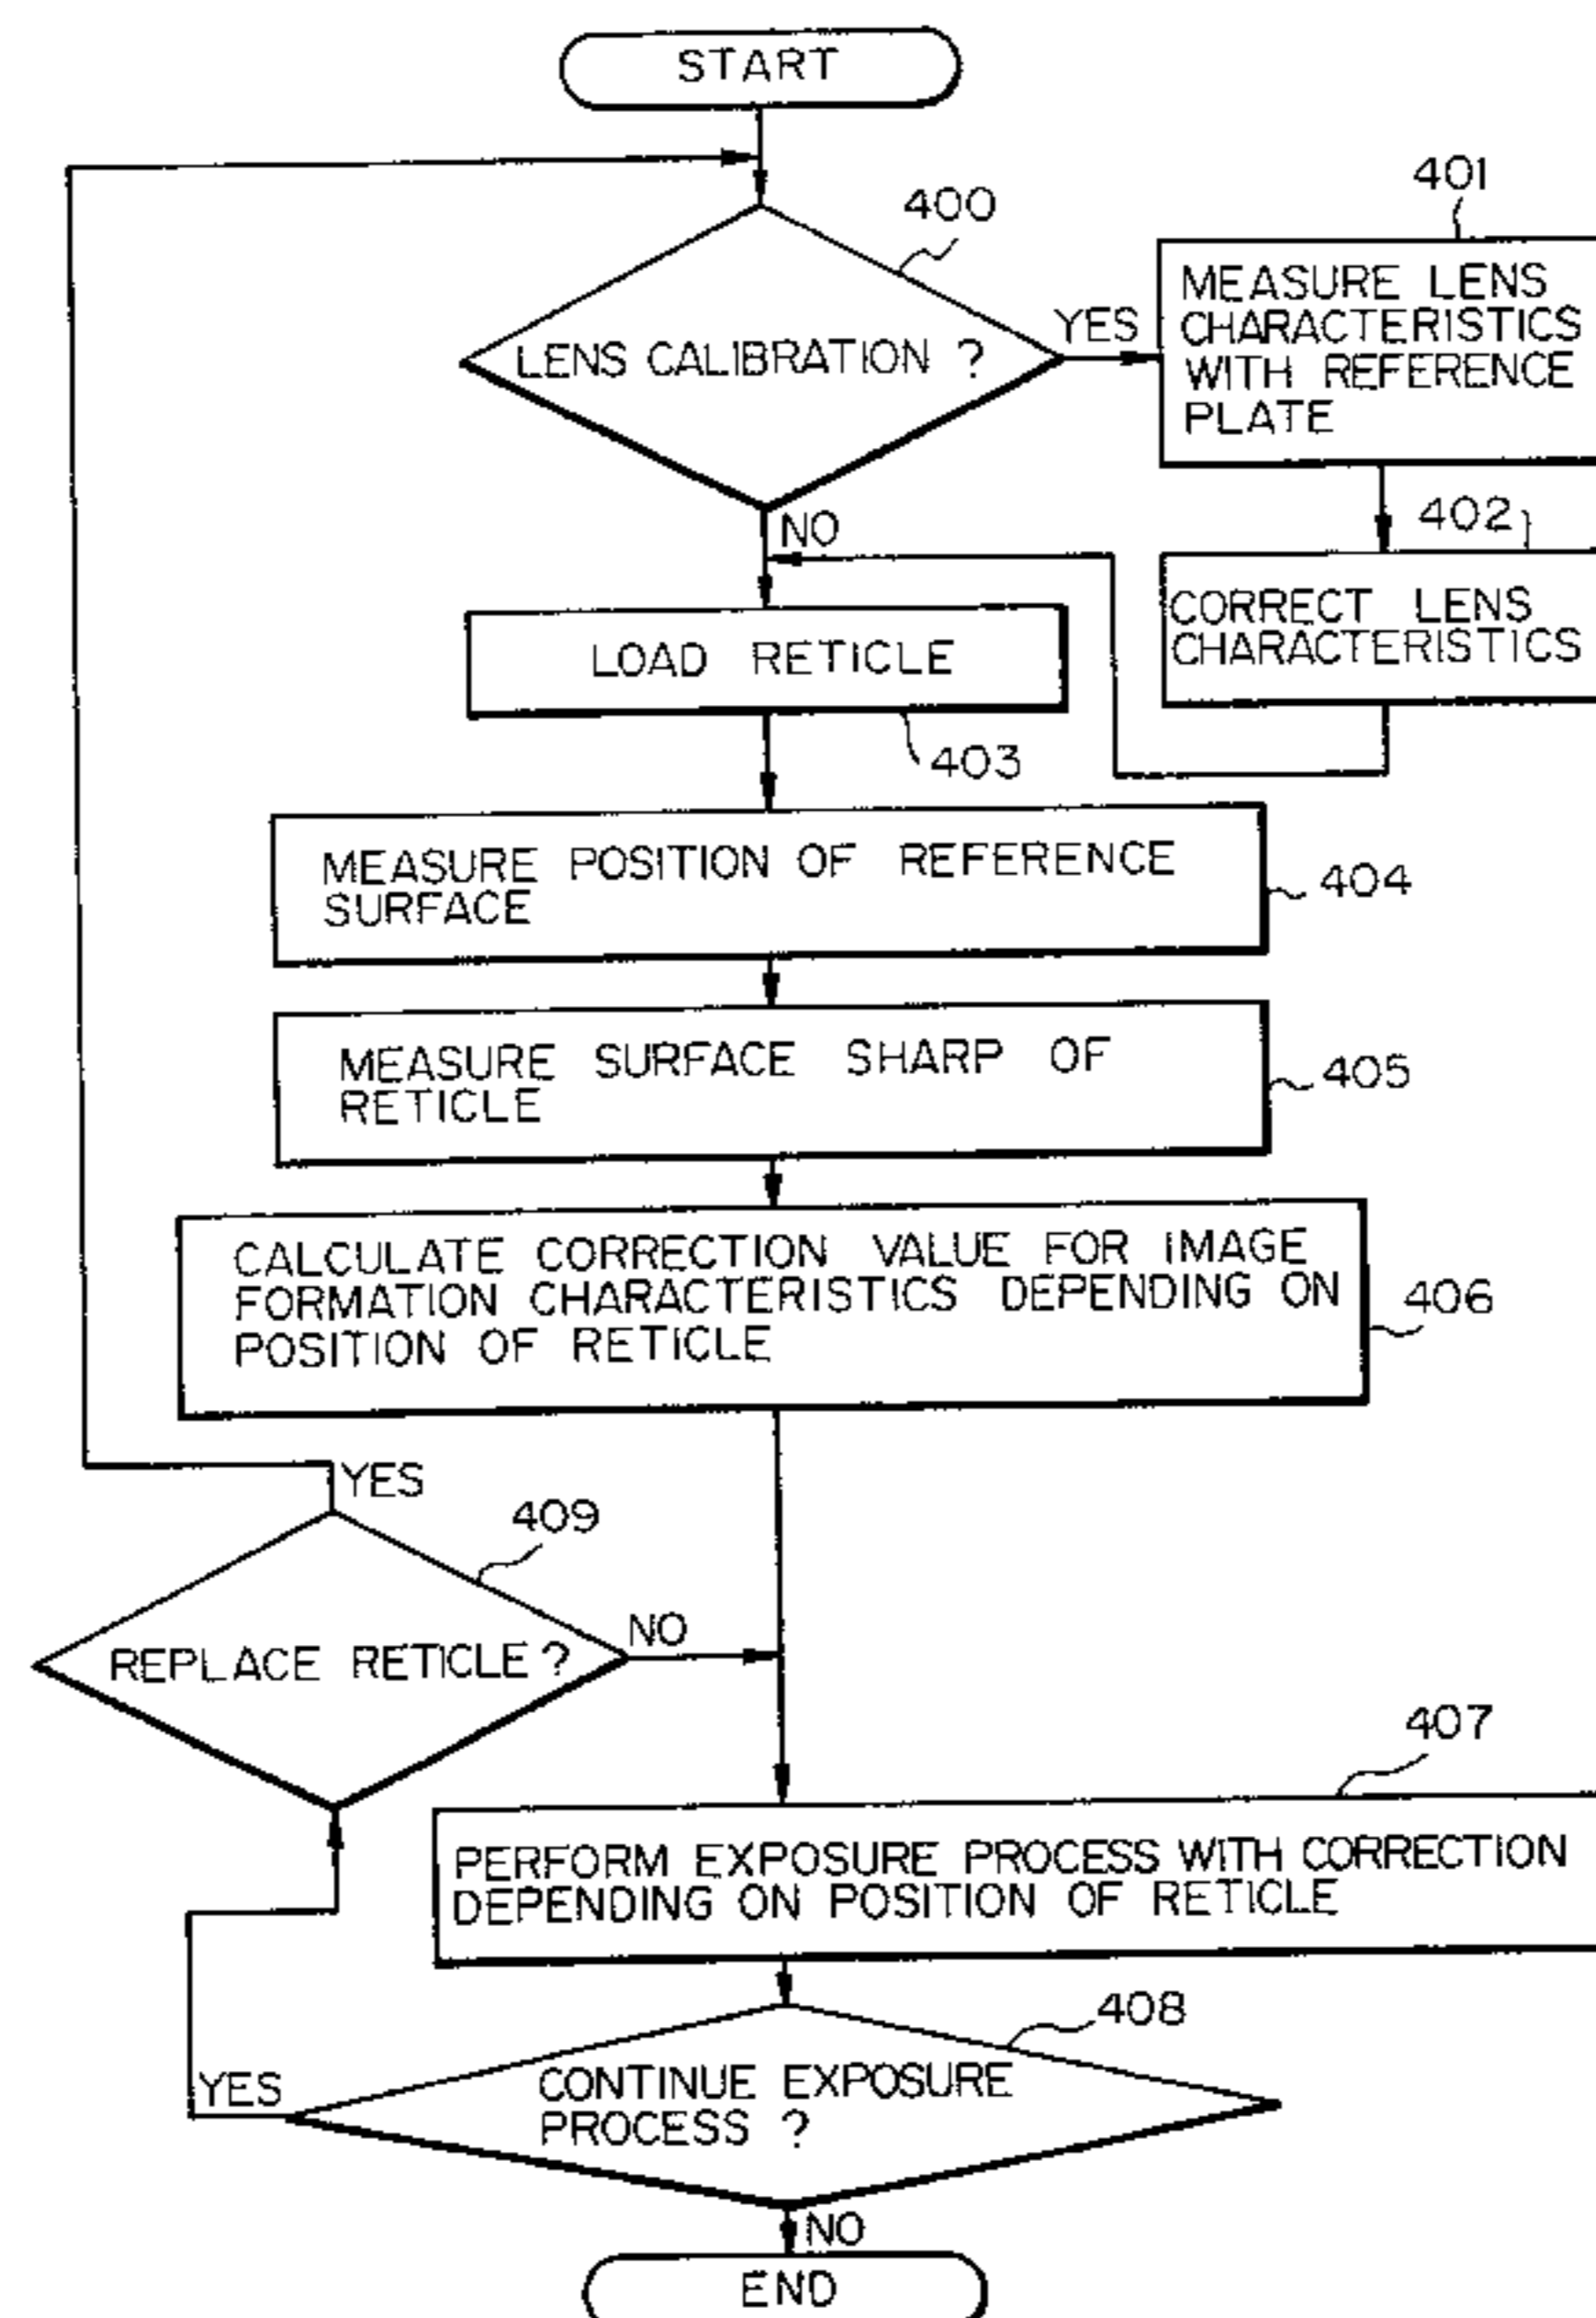 START
400
LENS CALIBRATION ?
YES
401
MEASURE LENS
CHARACTERISTICS
WITH REFERENCE
PLATE
NO
402
CORRECT LENS
CHARACTERISTICS
LOAD RETICLE
403
MEASURE POSITION OF REFERENCE
SURFACE
404
MEASURE SURFACE SHARP OF
RETICLE
405
CALCULATE CORRECTION VALUE FOR IMAGE
FORMATION CHARACTERISTICS DEPENDING ON
POSITION OF RETICLE
406
YES
409
REPLACE RETICLE ?
NO
407
PERFORM EXPOSURE PROCESS WITH CORRECTION
DEPENDING ON POSITION OF RETICLE
408
CONTINUE EXPOSURE
PROCESS ?
YES
NO
END